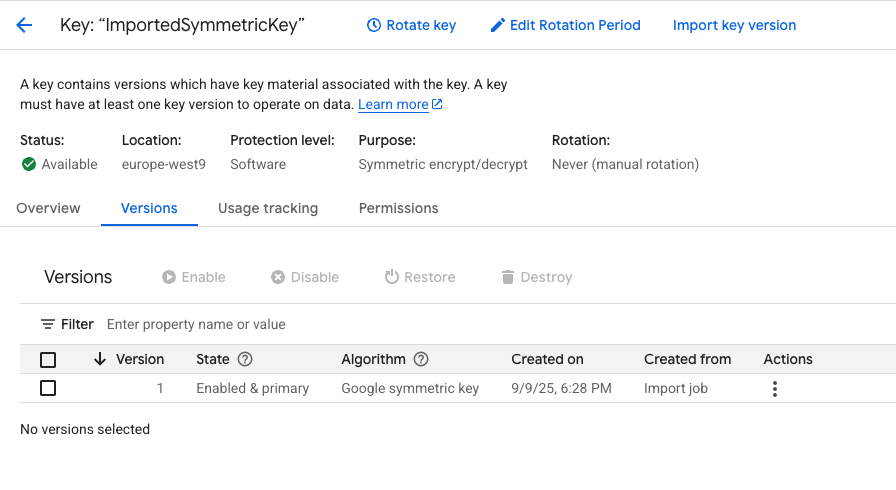 Key: “ImportedSymmetricKey”
Rotate key
Edit Rotation Period
Import key version
A key contains versions which have key material associated with the key. A key
must have at least one key version to operate on data. Learn more
Status: Location: Protection level: Purpose: Rotation:
Available europe-west9 Software Symmetric encrypt/decrypt Never (manual rotation)
Overview Versions Usage tracking Permissions
Versions Enable Disable Restore Destroy
Filter Enter property name or value
Version State Algorithm Created on Created from Actions
1 Enabled & primary Google symmetric key 9/9/25, 6:28 PM Import job
No versions selected